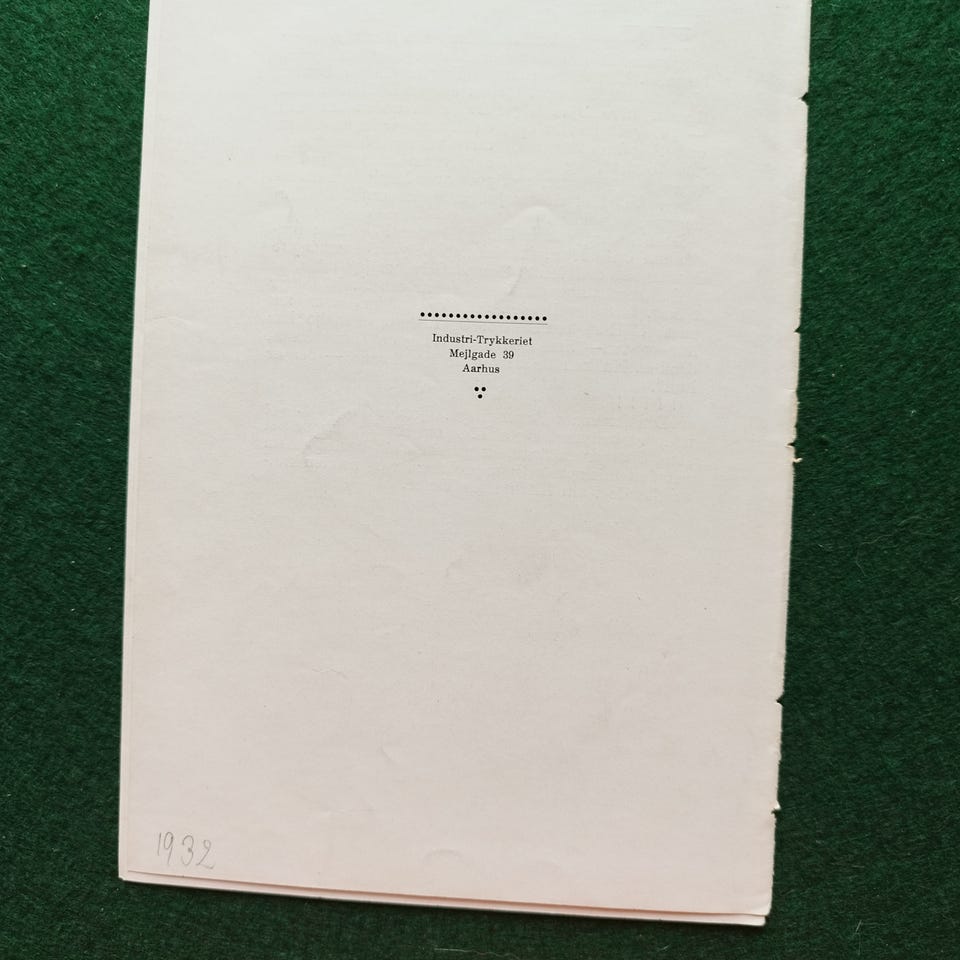 Industri-Trykkeriet
Mejlgade 39
Aarhus
1932